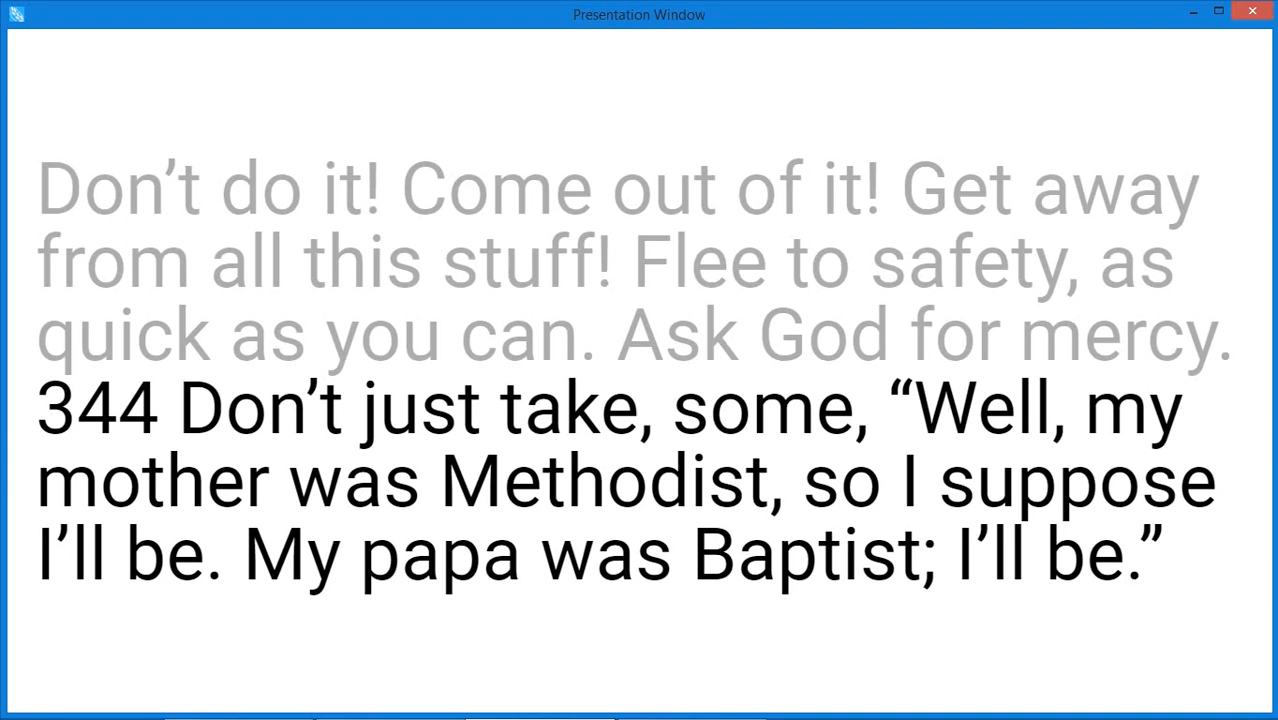 Presentation Window
Don’t do it! Come out of it! Get away
from all this stuff! Flee to safety, as
quick as you can. Ask God for mercy.
344 Don’t just take, some, “Well, my
mother was Methodist, so I suppose
I’ll be. My papa was Baptist; I’ll be.”